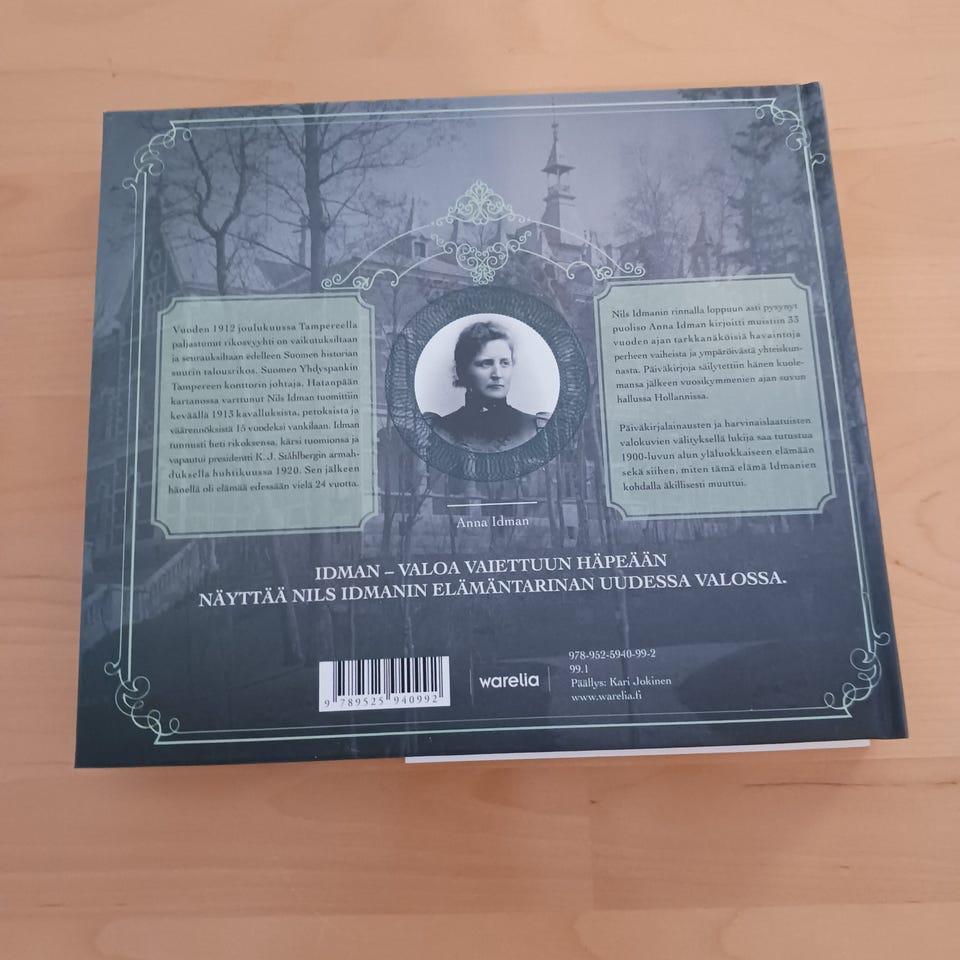 Vuoden 1912 joulukuussa Tampereella
paljastunut rikosvyyhti on vaikutuksiltaan
ja seurauksiltaan edelleen Suomen historian
suurin talousrikos. Suomen Yhdyspankin
Tampereen konttorin johtaja, Hatanpään
kartanossa varttunut Nils Idman tuomittiin
keväällä 1913 kavalluksista, petoksista ja
väärennöksistä 15 vuodeksi vankilaan. Idman
tunnusti heti rikoksensa, kärsi tuomionsa ja
vapautui presidentti K. J. Ståhlbergin armah-
duksella huhtikuussa 1920. Sen jälkeen
hänellä oli elämää edessään vielä 24 vuotta.
Nils Idmanin rinnalla loppuun asti pysynyt
puoliso Anna Idman kirjoitti muistiin 33
vuoden ajan tarkkanäköisiä havaintoja
perheen vaiheista ja ympäröivästä yhteiskun-
nasta. Päiväkirjoja säilytettiin hänen kuole-
mansa jälkeen vuosikymmenien ajan suvun
hallussa Hollannissa.
Päiväkirjalainausten ja harvinaislaatuisten
valokuvien välityksellä lukija saa tutustua
1900-luvun alun yläluokkaiseen elämään
sekä siihen, miten tämä elämä Idmanien
kohdalla äkillisesti muuttui.
Anna Idman
IDMAN – VALOA VAIETTUUN HÄPEÄÄN
NÄYTTÄÄ NILS IDMANIN ELÄMÄNTARINAN UUDESSA VALOSSA.
9 789525 940992
warelia
978-952-5940-99-2
99.1
Päällys: Kari Jokinen
www.warelia.fi